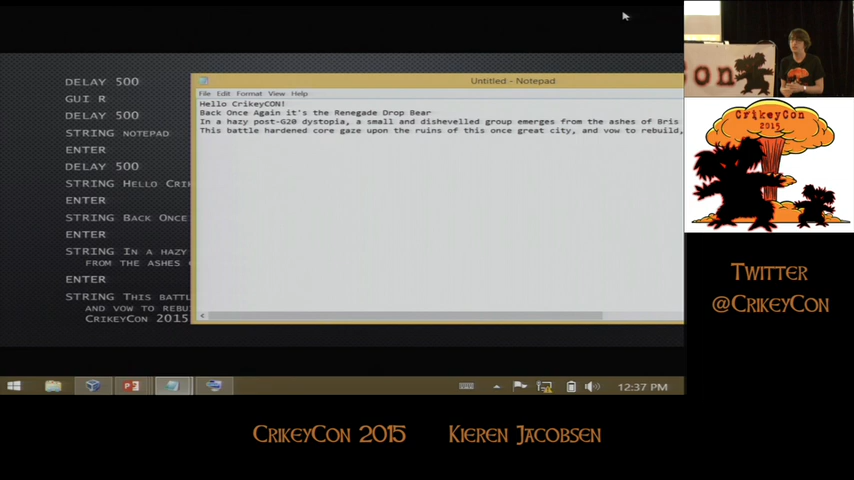 DELAY 500
GUI R
DELAY 500
STRING NOTEPAD
ENTER
DELAY 500
STRING HELLO CRIK
ENTER
STRING BACK ONCE
ENTER
STRING IN A HAZY
FROM THE ASHES
ENTER
STRING THIS BATTL
AND VOW TO REBU
CRIKEYCON 2015
Untitled - Notepad
File Edit Format View Help
Hello CrikeyCON!
Back Once Again it's the Renegade Drop Bear
In a hazy post-G20 dystopia, a small and dishevelled group emerges from the ashes of Bris
This battle hardened core gaze upon the ruins of this once great city, and vow to rebuild,
12:37 PM
Con
CrikeyCon
2015
Twitter
@CrikeyCon
CrikeyCon 2015 Kieren Jacobsen